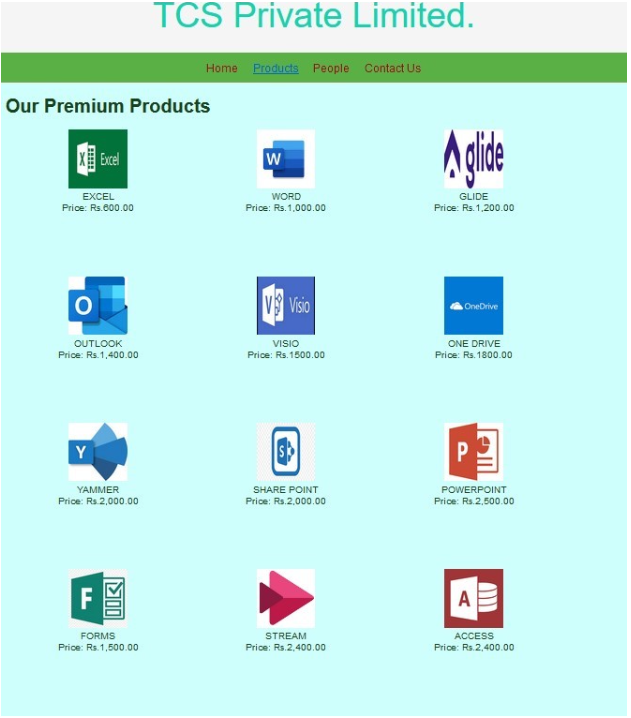 TCS Private Limited.
Home Products People Contact Us
Our Premium Products
Excel
W
glide
EXCEL
Price: Rs.600.00
WORD
Price: Rs.1,000.00
GLIDE
Price: Rs.1,200.00
O
Visio
OneDrive
OUTLOOK
Price: Rs.1,400.00
VISIO
Price: Rs.1500.00
ONE DRIVE
Price: Rs.1800.00
Y
S
P
YAMMER
Price: Rs.2,000.00
SHARE POINT
Price: Rs.2,000.00
POWERPOINT
Price: Rs.2,500.00
F
A
FORMS
Price: Rs.1,500.00
STREAM
Price: Rs.2,400.00
ACCESS
Price: Rs.2,400.00